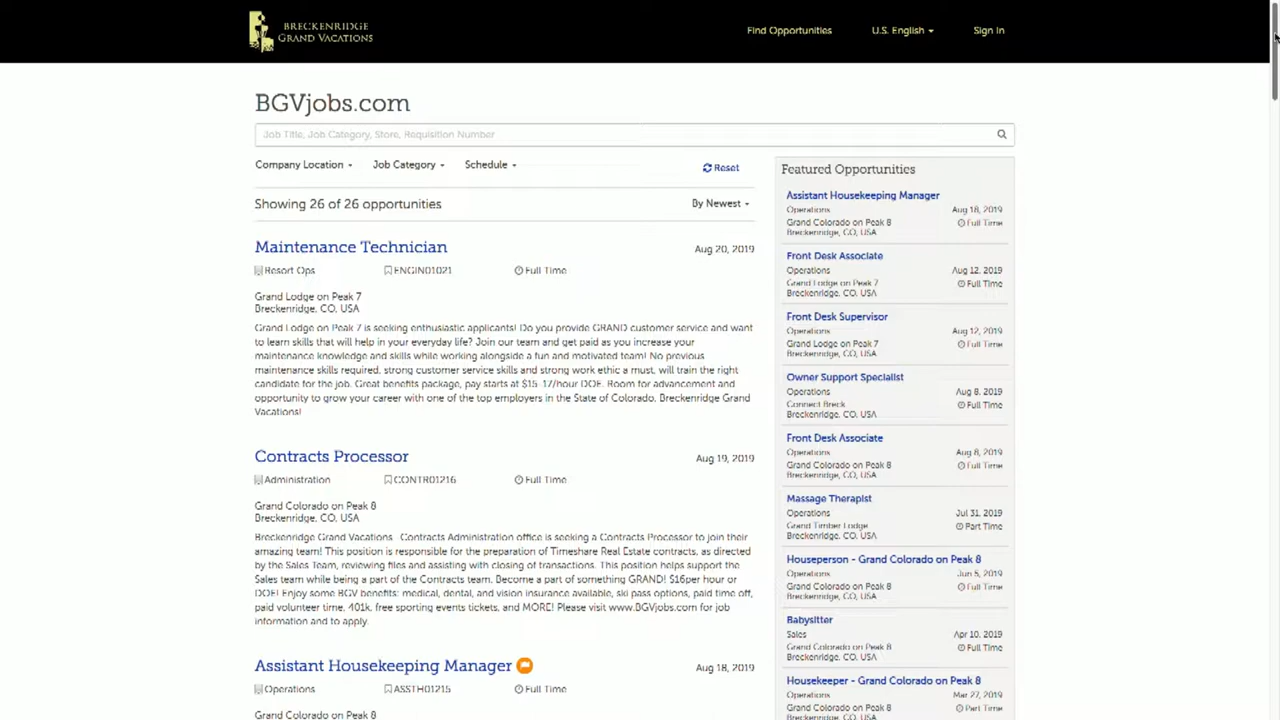 BRECKENRIDGE
GRAND VACATIONS
Find Opportunities
U.S. English
Sign In
BGVjobs.com
Job Title, Job Category, Store, Requisition Number
Company Location
Job Category
Schedule
Reset
Showing 26 of 26 opportunities
By Newest
Maintenance Technician
Aug 20, 2019
Resort Ops
ENGIN01021
Full Time
Grand Lodge on Peak 7
Breckenridge, CO, USA
Grand Lodge on Peak 7 is seeking enthusiastic applicants! Do you provide GRAND customer service and want
to learn skills that will help in your everyday life? Join our team and get paid as you increase your
maintenance knowledge and skills while working alongside a fun and motivated team! No previous
maintenance skills required, strong customer service skills and strong work ethic a must, will train the right
candidate for the job. Great benefits package, pay starts at $15-17/hour DOE. Room for advancement and
opportunity to grow your career with one of the top employers in the State of Colorado. Breckenridge Grand
Vacations!
Contracts Processor
Aug 19, 2019
Administration
CONTR01216
Full Time
Grand Colorado on Peak 8
Breckenridge, CO, USA
Breckenridge Grand Vacations Contracts Administration office is seeking a Contracts Processor to join their
amazing team! This position is responsible for the preparation of Timeshare Real Estate contracts, as directed
by the Sales Team, reviewing files and assisting with closing of transactions. This position helps support the
Sales team while being a part of the Contracts team. Become a part of something GRAND! $16per hour or
DOE! Enjoy some BGV benefits: medical, dental, and vision insurance available, ski pass options, paid time off,
paid volunteer time, 401k, free sporting events tickets, and MORE! Please visit www.BGVjobs.com for job
information and to apply.
Assistant Housekeeping Manager
Aug 18, 2019
Operations
ASSTH01215
Full Time
Grand Colorado on Peak 8
Featured Opportunities
Assistant Housekeeping Manager
Operations
Aug 18, 2019
Grand Colorado on Peak 8
Full Time
Breckenridge, CO, USA
Front Desk Associate
Operations
Aug 12, 2019
Grand Lodge on Peak 7
Full Time
Breckenridge, CO, USA
Front Desk Supervisor
Operations
Aug 12, 2019
Grand Lodge on Peak 7
Full Time
Breckenridge, CO, USA
Owner Support Specialist
Operations
Aug 8, 2019
Connect Breck
Full Time
Breckenridge, CO, USA
Front Desk Associate
Operations
Aug 8, 2019
Grand Colorado on Peak 8
Full Time
Breckenridge, CO, USA
Massage Therapist
Operations
Jul 31, 2019
Grand Timber Lodge
Part Time
Breckenridge, CO, USA
Houseperson - Grand Colorado on Peak 8
Operations
Jun 5, 2019
Grand Colorado on Peak 8
Full Time
Breckenridge, CO, USA
Babysitter
Sales
Apr 10, 2019
Grand Colorado on Peak 8
Full Time
Breckenridge, CO, USA
Housekeeper - Grand Colorado on Peak 8
Operations
Mar 27, 2019
Grand Colorado on Peak 8
Part Time